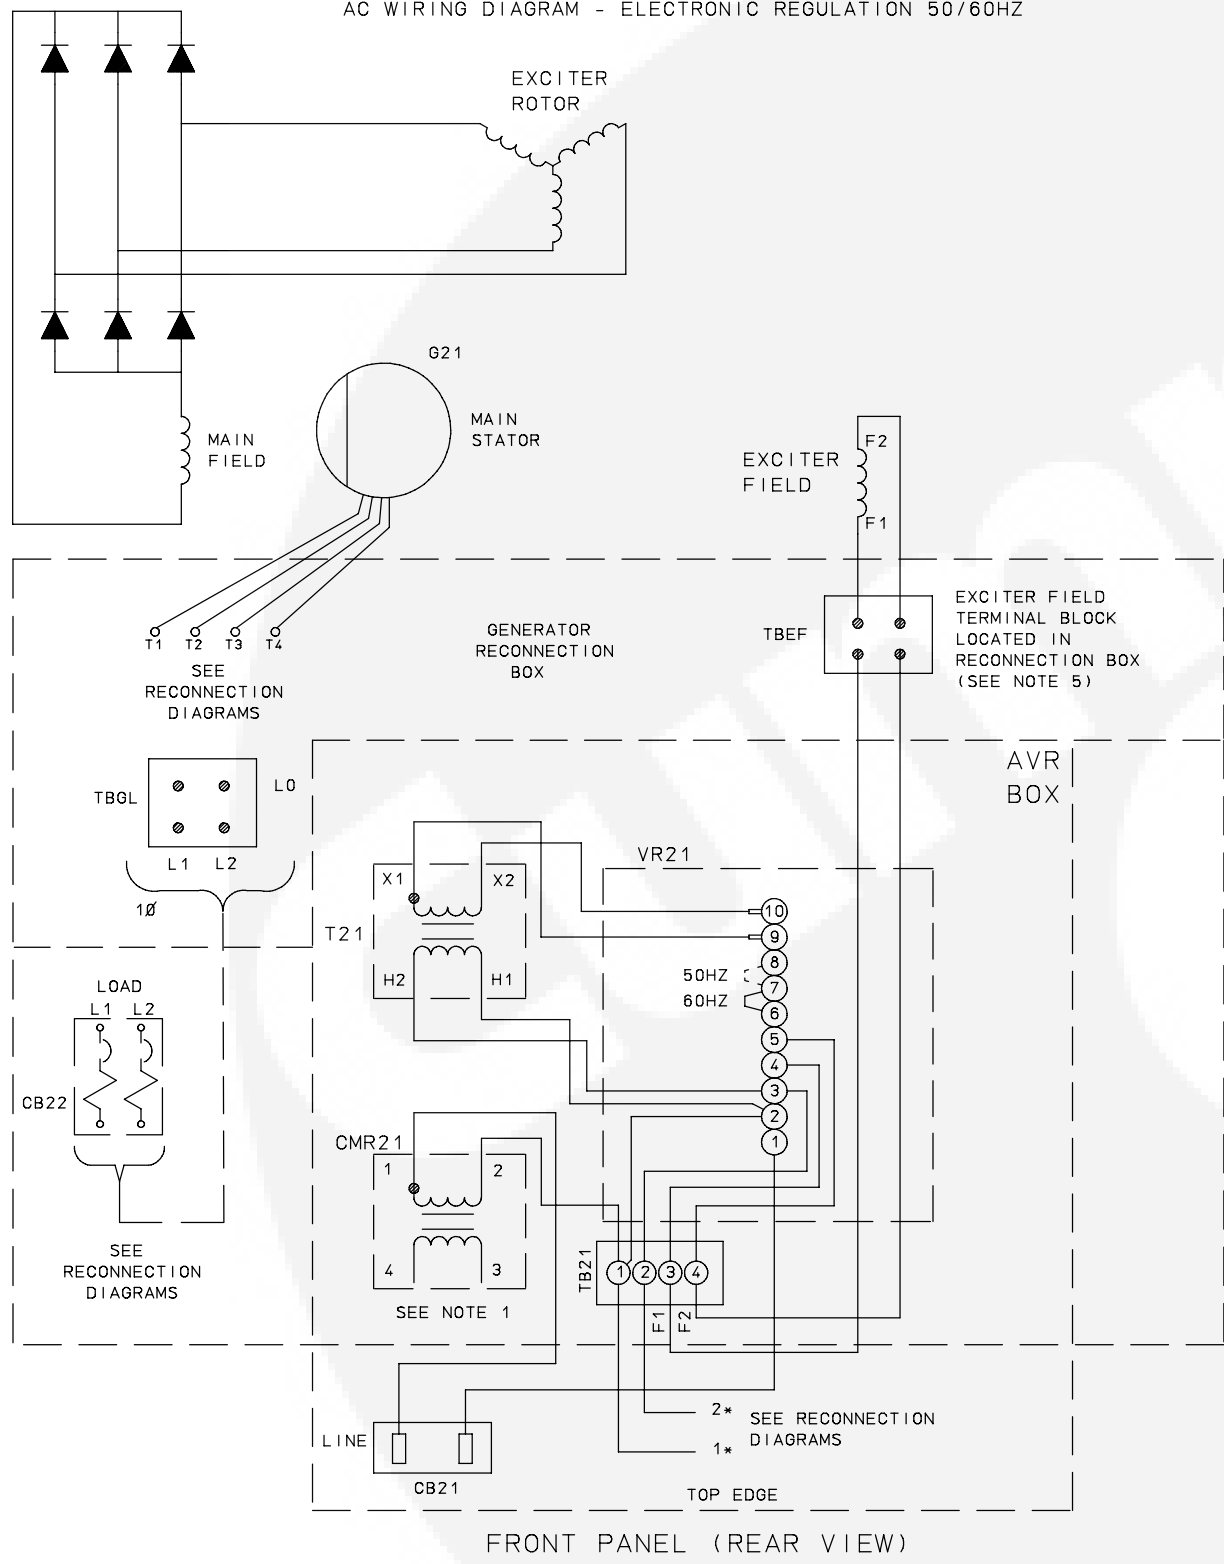 AC WIRING DIAGRAM - ELECTRONIC REGULATION 50/60HZ
EXCITER
ROTOR
G21
MAIN
STATOR
MAIN
FIELD
F2
EXCITER
FIELD
F1
T1 T2 T3 T4
SEE
RECONNECTION
DIAGRAMS
GENERATOR
RECONNECTION
BOX
TBEF
EXCITER FIELD
TERMINAL BLOCK
LOCATED IN
RECONNECTION BOX
(SEE NOTE 5)
AVR
BOX
TBGL
L0
L1 L2
1Ø
VR21
X1 X2
T21
H2 H1
10
9
8
7
6
5
4
3
2
1
50HZ
60HZ
LOAD
L1 L2
CB22
SEE
RECONNECTION
DIAGRAMS
CMR21
1 2
4 3
SEE NOTE 1
TB21
1 2 3 4
F1
F2
LINE
CB21
2*
1*
SEE RECONNECTION
DIAGRAMS
TOP EDGE
FRONT PANEL (REAR VIEW)